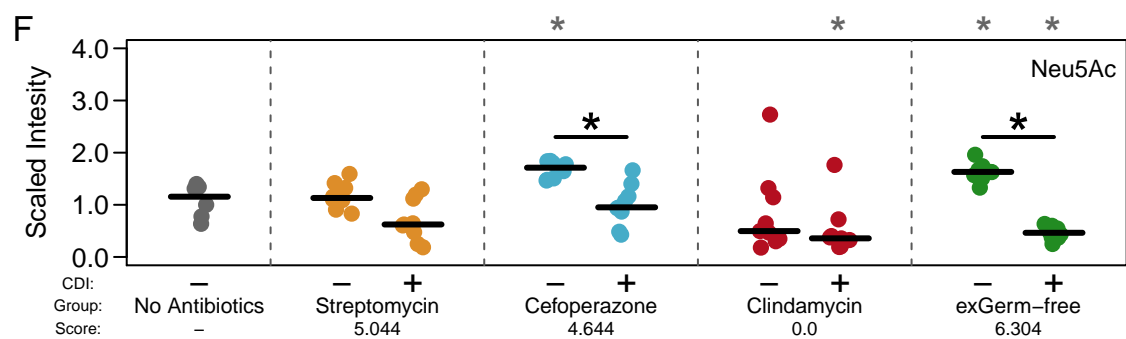 F
* * * *
Neu5Ac
Scaled Intesity
4.0
3.0
2.0
1.0
0.0
* *
CDI: − − + − + − + − +
Group: No Antibiotics Streptomycin Cefoperazone Clindamycin exGerm−free
Score: − 5.044 4.644 0.0 6.304